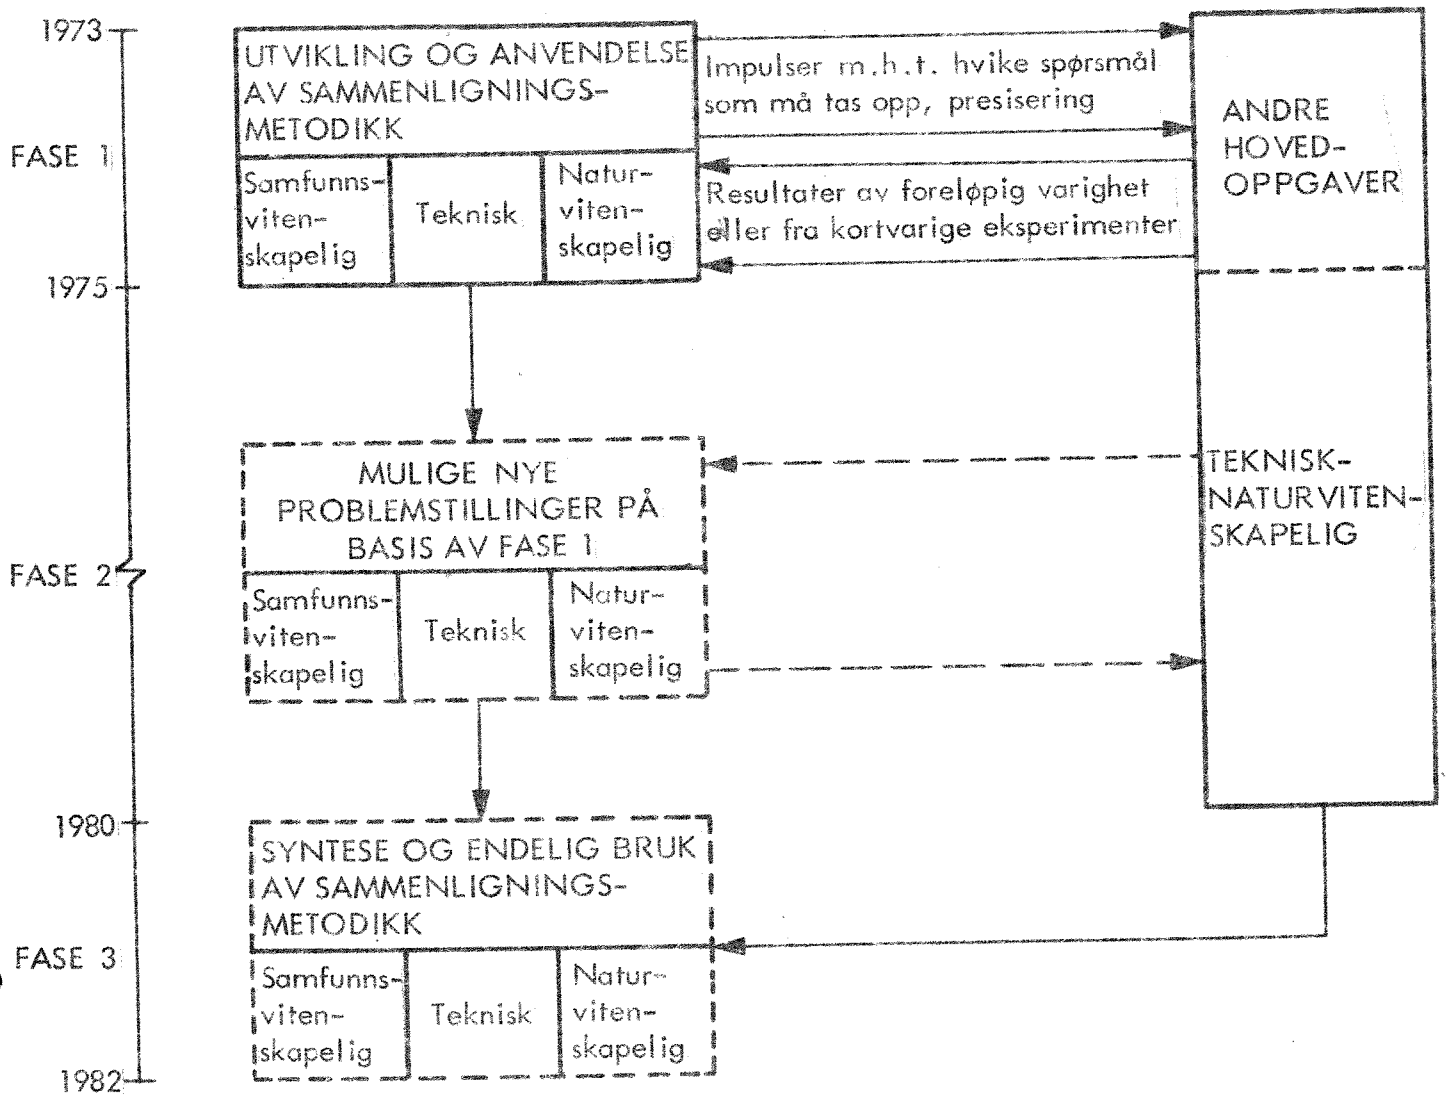 1973
UTVIKLING OG ANVENDELSE
AV SAMMENLIGNINGS-
METODIKK
Impulser m.h.t. hvike spørsmål
som må tas opp, presisering
ANDRE
HOVED-
OPPGAVER
FASE 1
Samfunns-
viten-
skapelig
Teknisk
Natur-
viten-
skapelig
Resultater av foreløpig varighet
eller fra kortvarige eksperimenter
1975
MULIGE NYE
PROBLEMSTILLINGER PÅ
BASIS AV FASE 1
TEKNISK-
NATURVITEN-
SKAPELIG
FASE 2
Samfunns-
viten-
skapelig
Teknisk
Natur-
viten-
skapelig
1980
SYNTESE OG ENDELIG BRUK
AV SAMMENLIGNINGS-
METODIKK
FASE 3
Samfunns-
viten-
skapelig
Teknisk
Natur-
viten-
skapelig
1982